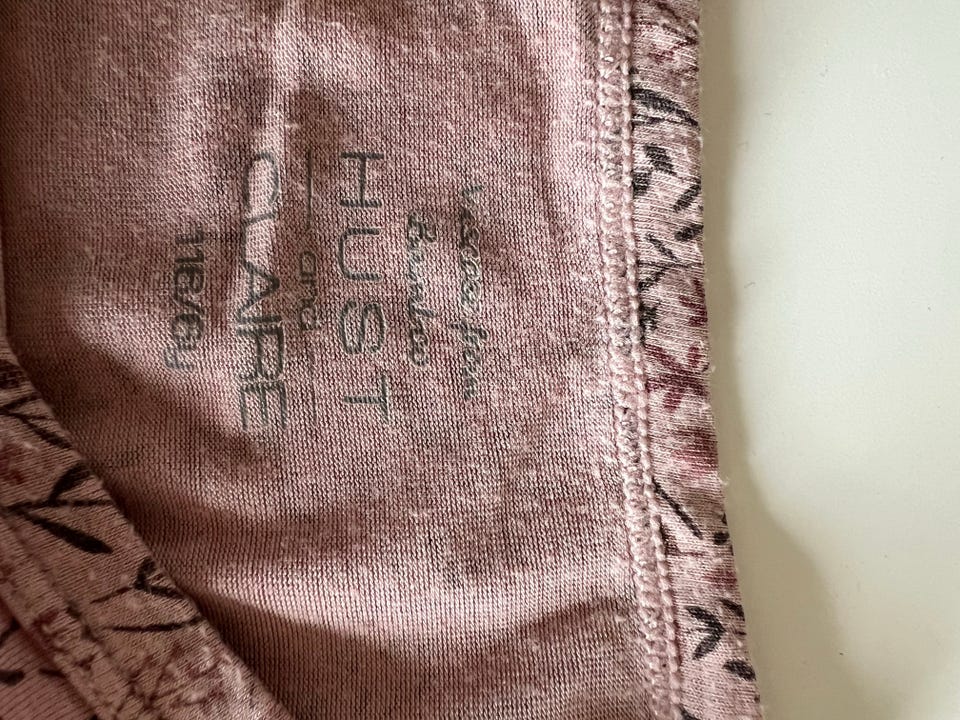 Viscose from
Bamboo
HUST
and
CLAIRE
116/6y